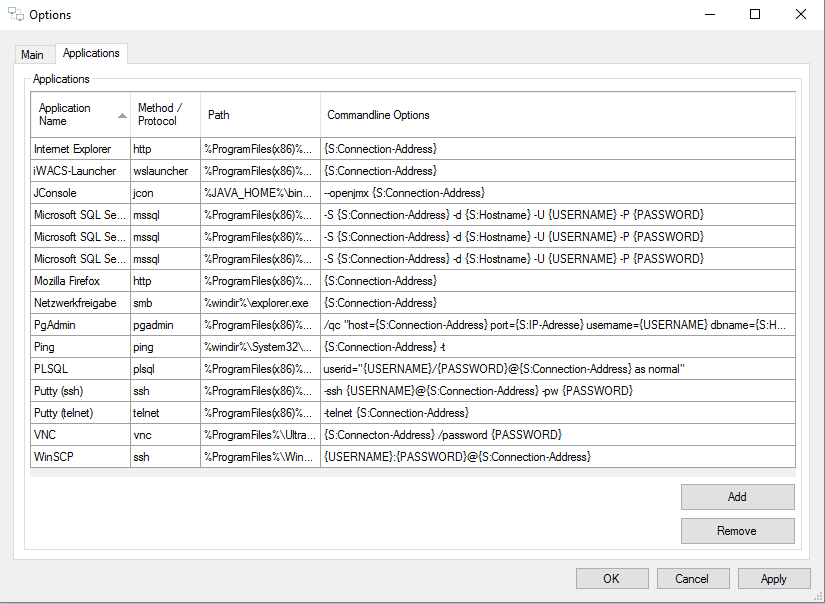 Options
Main Applications
Applications
Application Name Method / Protocol Path Commandline Options
Internet Explorer http %ProgramFiles(x86)%... {S:Connection-Address}
iWACS-Launcher wslauncher %ProgramFiles(x86)%... {S:Connection-Address}
JConsole jcon %JAVA_HOME%\bin... --openjmx {S:Connection-Address}
Microsoft SQL Se... mssql %ProgramFiles(x86)%... -S {S:Connection-Address} -d {S:Hostname} -U {USERNAME} -P {PASSWORD}
Microsoft SQL Se... mssql %ProgramFiles(x86)%... -S {S:Connection-Address} -d {S:Hostname} -U {USERNAME} -P {PASSWORD}
Microsoft SQL Se... mssql %ProgramFiles(x86)%... -S {S:Connection-Address} -d {S:Hostname} -U {USERNAME} -P {PASSWORD}
Mozilla Firefox http %ProgramFiles(x86)%... {S:Connection-Address}
Netzwerkfreigabe smb %windir%\explorer.exe {S:Connection-Address}
PgAdmin pgadmin %ProgramFiles(x86)%... /qc "host={S:Connection-Address} port={S:IP-Adresse} username={USERNAME} dbname={S:H...
Ping ping %windir%\System32\... {S:Connection-Address} -t
PLSQL plsql %ProgramFiles(x86)%... userid="{USERNAME}/{PASSWORD}@{S:Connection-Address} as normal"
Putty (ssh) ssh %ProgramFiles(x86)%... -ssh {USERNAME}@{S:Connection-Address} -pw {PASSWORD}
Putty (telnet) telnet %ProgramFiles(x86)%... -telnet {S:Connection-Address}
VNC vnc %ProgramFiles%\Ultra... {S:Connecton-Address} /password {PASSWORD}
WinSCP ssh %ProgramFiles%\Win... {USERNAME}:{PASSWORD}@{S:Connection-Address}
Add
Remove
OK Cancel Apply